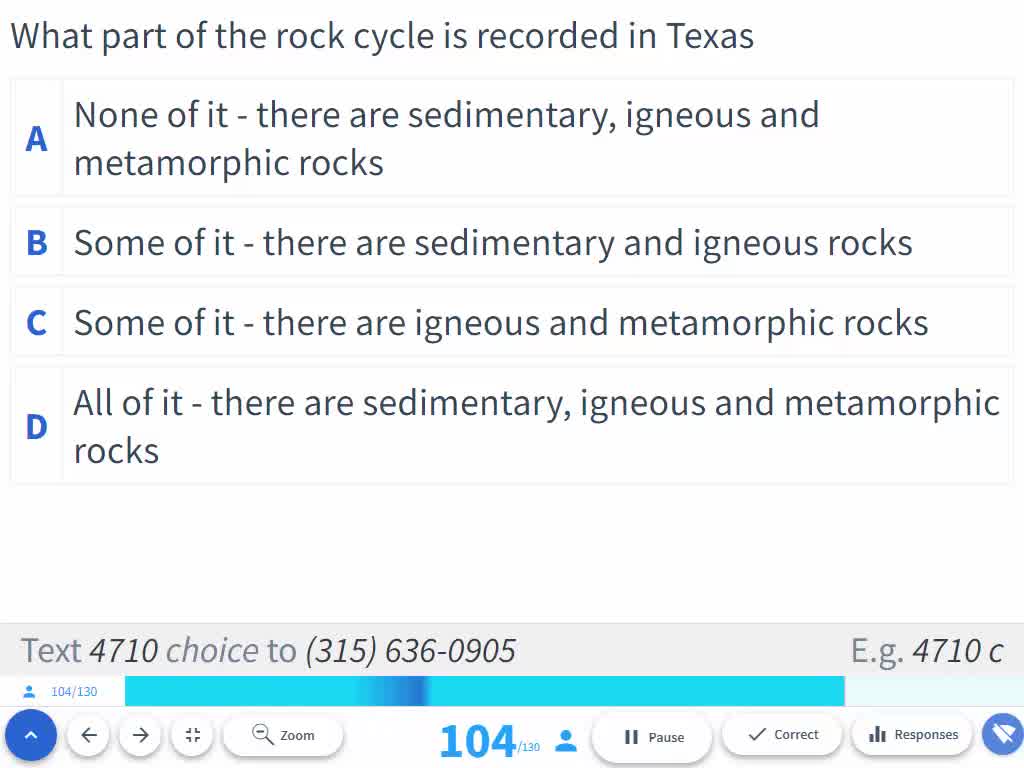 What part of the rock cycle is recorded in Texas
A
None of it - there are sedimentary, igneous and
metamorphic rocks
B
Some of it - there are sedimentary and igneous rocks
C
Some of it - there are igneous and metamorphic rocks
D
All of it - there are sedimentary, igneous and metamorphic
rocks
Text 4710 choice to (315) 636-0905
E.g. 4710 c
104/130
Zoom
104/130
Pause
Correct
Responses